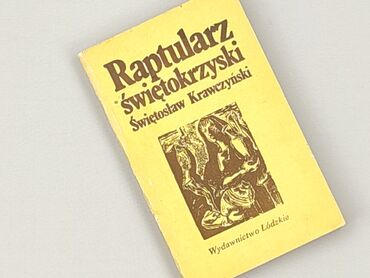 Raptularz
świętokrzyski
Świętosław Krawczyński
Wydawnictwo Łódzkie